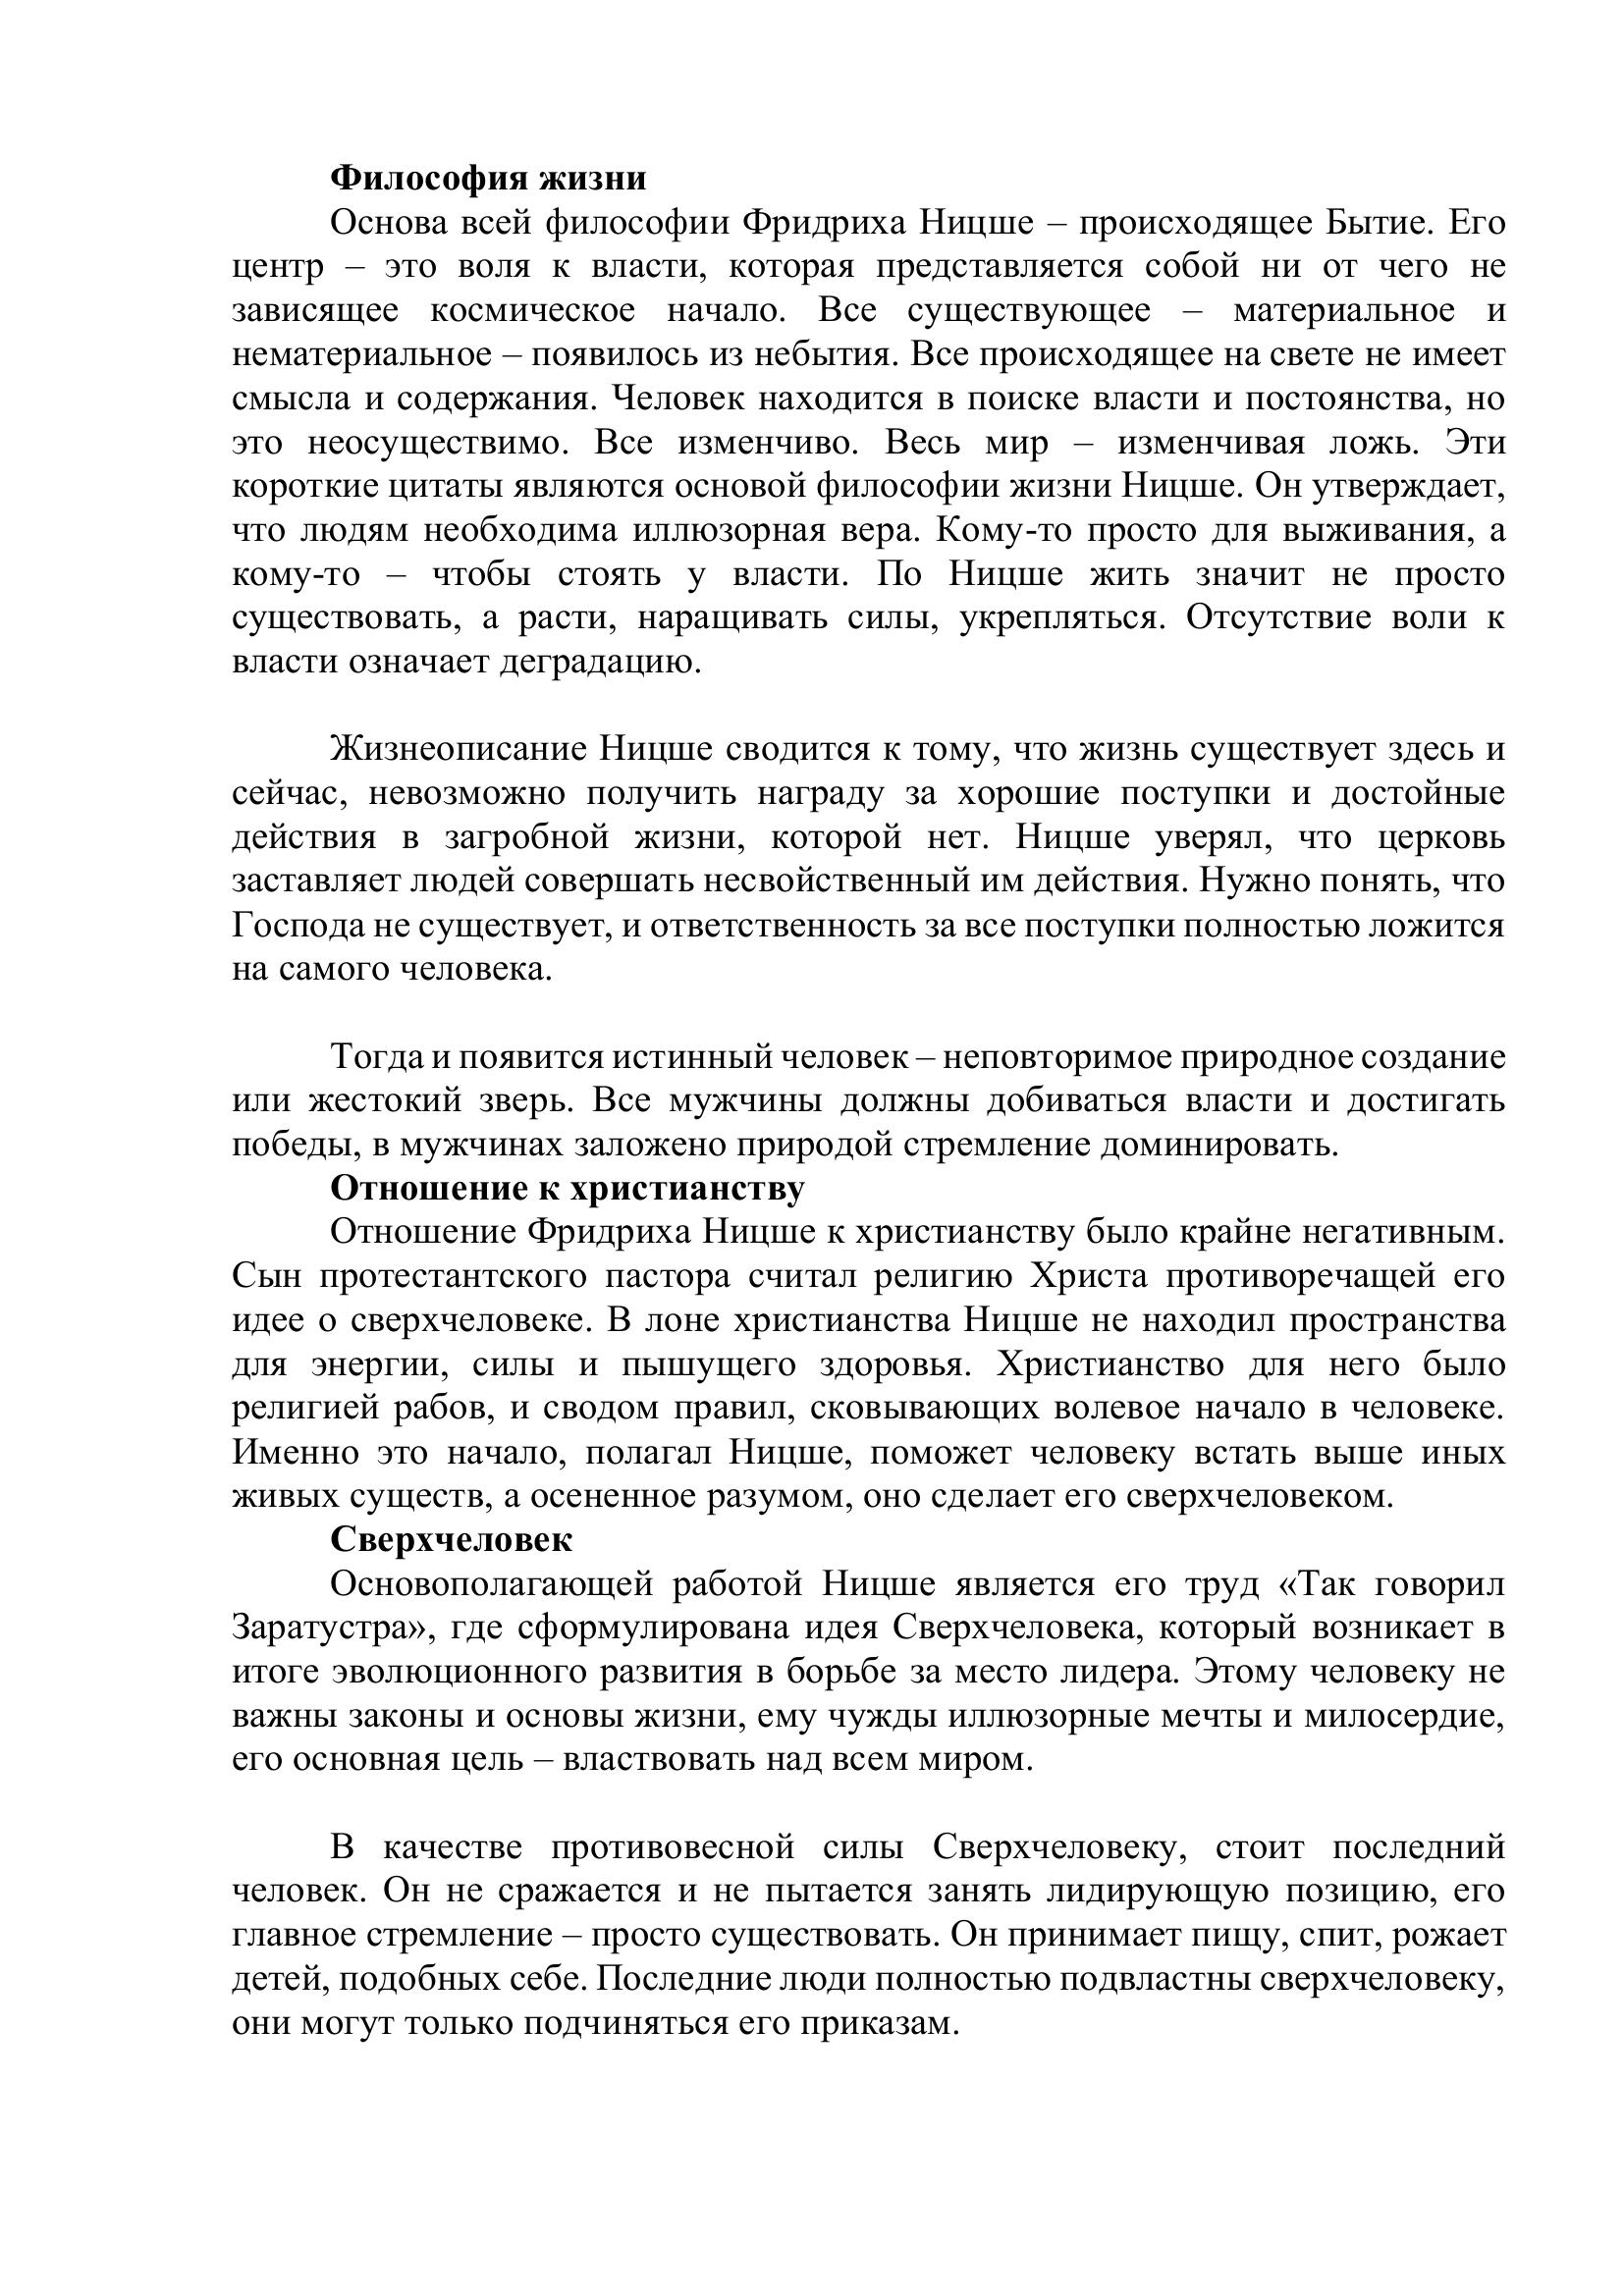 Философия жизни
Основа всей философии Фридриха Ницше – происходящее Бытие. Его
центр – это воля к власти, которая представляется собой ни от чего не
зависящее космическое начало. Все существующее – материальное и
нематериальное – появилось из небытия. Все происходящее на свете не имеет
смысла и содержания. Человек находится в поиске власти и постоянства, но
это неосуществимо. Все изменчиво. Весь мир – изменчивая ложь. Эти
короткие цитаты являются основой философии жизни Ницше. Он утверждает,
что людям необходима иллюзорная вера. Кому-то просто для выживания, а
кому-то – чтобы стоять у власти. По Ницше жить значит не просто
существовать, а расти, наращивать силы, укрепляться. Отсутствие воли к
власти означает деградацию.
Жизнеописание Ницше сводится к тому, что жизнь существует здесь и
сейчас, невозможно получить награду за хорошие поступки и достойные
действия в загробной жизни, которой нет. Ницше уверял, что церковь
заставляет людей совершать несвойственный им действия. Нужно понять, что
Господа не существует, и ответственность за все поступки полностью ложится
на самого человека.
Тогда и появится истинный человек – неповторимое природное создание
или жестокий зверь. Все мужчины должны добиваться власти и достигать
победы, в мужчинах заложено природой стремление доминировать.
Отношение к христианству
Отношение Фридриха Ницше к христианству было крайне негативным.
Сын протестантского пастора считал религию Христа противоречащей его
идее о сверхчеловеке. В лоне христианства Ницше не находил пространства
для энергии, силы и пышущего здоровья. Христианство для него было
религией рабов, и сводом правил, сковывающих волевое начало в человеке.
Именно это начало, полагал Ницше, поможет человеку встать выше иных
живых существ, а осененное разумом, оно сделает его сверхчеловеком.
Сверхчеловек
Основополагающей работой Ницше является его труд «Так говорил
Заратустра», где сформулирована идея Сверхчеловека, который возникает в
итоге эволюционного развития в борьбе за место лидера. Этому человеку не
важны законы и основы жизни, ему чужды иллюзорные мечты и милосердие,
его основная цель – властвовать над всем миром.
В качестве противовесной силы Сверхчеловеку, стоит последний
человек. Он не сражается и не пытается занять лидирующую позицию, его
главное стремление – просто существовать. Он принимает пищу, спит, рожает
детей, подобных себе. Последние люди полностью подвластны сверхчеловеку,
они могут только подчиняться его приказам.